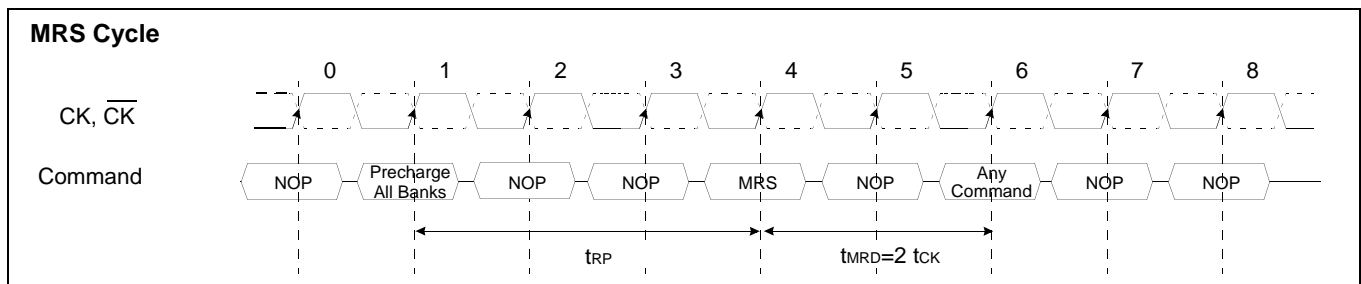 MRS Cycle
0 1 2 3 4 5 6 7 8
CK, C̅K̅
Command
NOP Precharge All Banks NOP NOP MRS NOP Any Command NOP NOP
tRP tMRD=2 tCK